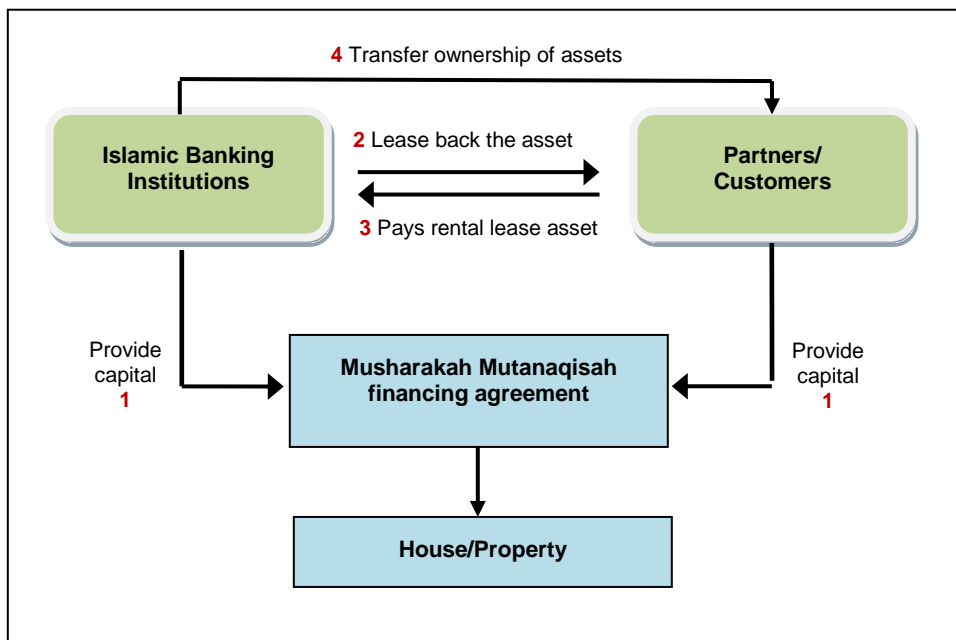 4 Transfer ownership of assets
Islamic Banking
Institutions
2 Lease back the asset
Partners/
Customers
3 Pays rental lease asset
Provide
capital
1
Musharakah Mutanaqisah
financing agreement
Provide
capital
1
House/Property